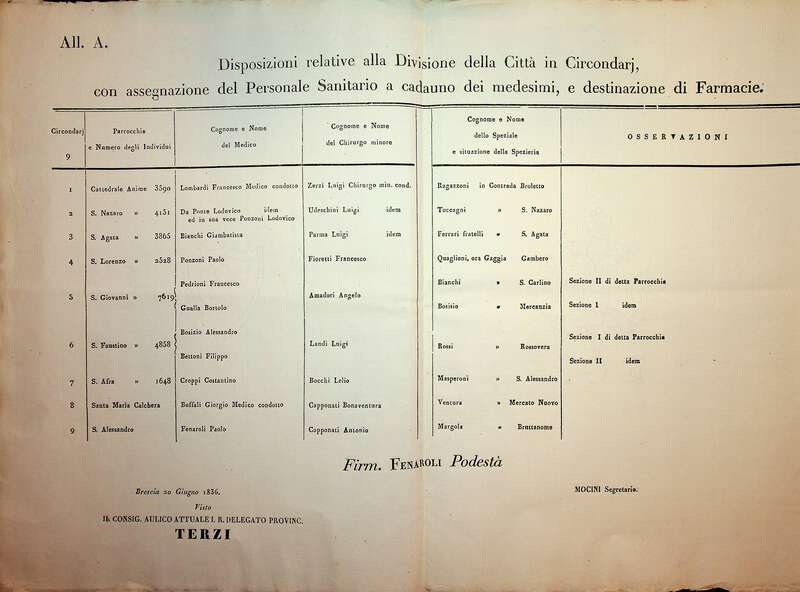 All. A.
Disposizioni relative alla Divisione della Città in Circondarj,
con assegnazione del Personale Sanitario a cadauno dei medesimi, e destinazione di Farmacie.
Circondarj
9
Parrocchia
e Numero degli Individui
Cognome e Nome
del Medico
Cognome e Nome
del Chirurgo minore
Cognome e Nome
dello Speziale
e situazione della Spezieria
OSSERVAZIONI
1 Cattedrale Anime 3590 Lombardi Francesco Medico condotto Zerzi Luigi Chirurgo min. cond. Ragazzoni in Contrada Broletto
2 S. Nazaro » 4151 Da Ponte Lodovico idem Udeschini Luigi idem Toccagni » S. Nazaro
ed in sua vece Ponzoni Lodovico
3 S. Agata » 3865 Bianchi Giambatista Parma Luigi idem Ferrari fratelli » S. Agata
4 S. Lorenzo » 2528 Ponzoni Paolo Fioretti Francesco Quaglioni, ora Gaggia Gambero
Pedrioni Francesco Bianchi » S. Carlino Sezione II di detta Parrocchia
5 S. Giovanni » 7619 Amadori Angelo
Gualla Bortolo Bosisio » Mercanzia Sezione I idem
Bosizio Alessandro Sezione I di detta Parrocchia
6 S. Faustino » 4858 Landi Luigi Rossi » Rossovera
Bettoni Filippo Sezione II idem
7 S. Afra » 1648 Croppi Costantino Bocchi Lelio Masperoni » S. Alessandro
8 Santa Maria Calchera Buffali Giorgio Medico condotto Capponati Bonaventura Ventura » Mercato Nuovo
9 S. Alessandro Fenaroli Paolo Capponati Antonio Margola » Bruttanome
Firm. FENAROLI Podestà
Brescia 20 Giugno 1836.
MOCINI Segretario.
Visto
IL CONSIG. AULICO ATTUALE I. R. DELEGATO PROVINC.
TERZI